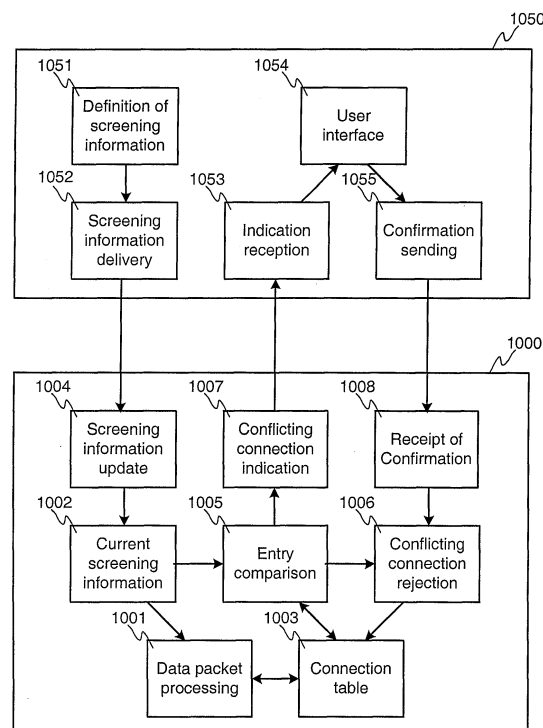 1050
1051
Definition of
screening
information
1054
User
interface
1052
Screening
information
delivery
1053
Indication
reception
1055
Confirmation
sending
1000
1004
Screening
information
update
1007
Conflicting
connection
indication
1008
Receipt of
Confirmation
1002
Current
screening
information
1005
Entry
comparison
1006
Conflicting
connection
rejection
1001
Data packet
processing
1003
Connection
table